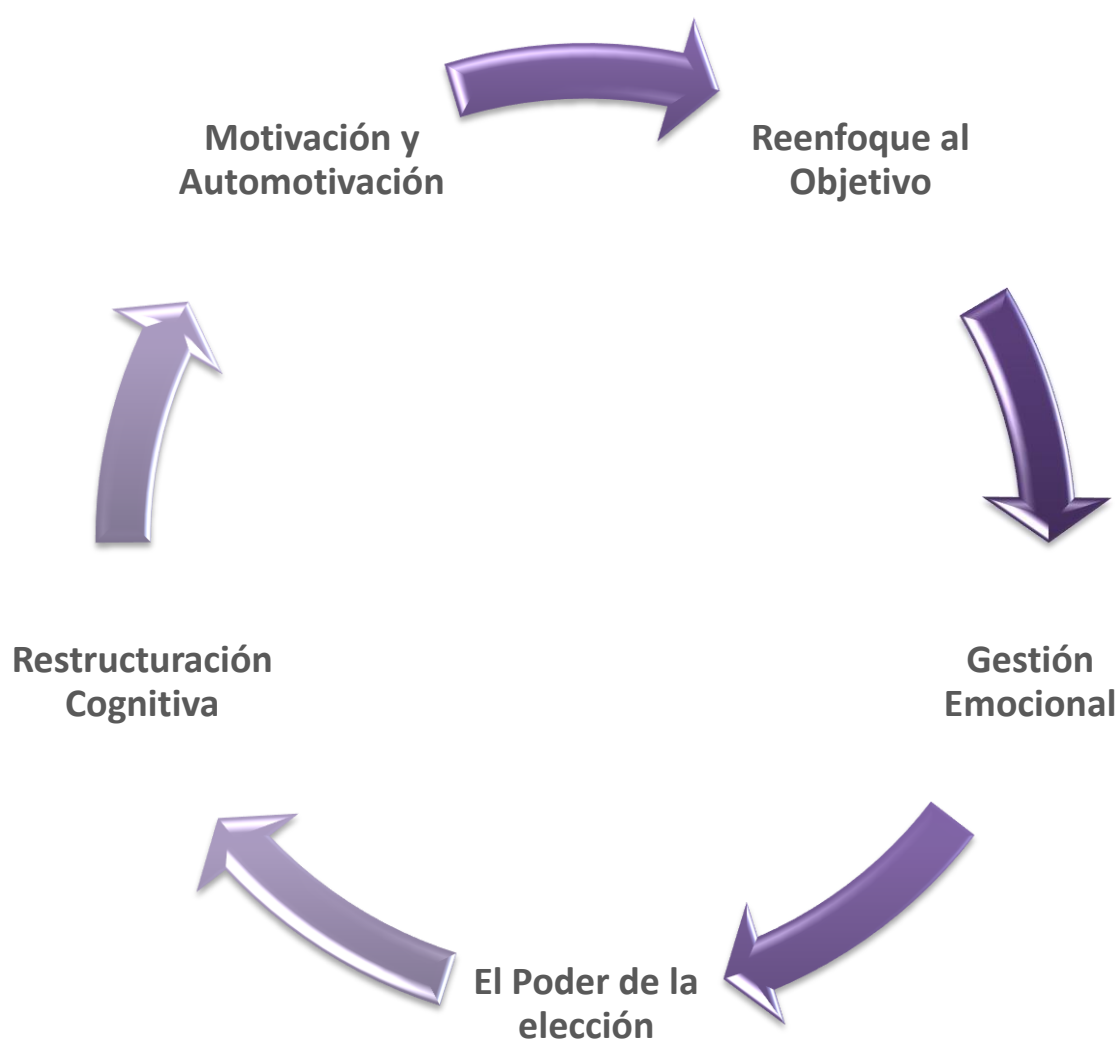 Motivación y
Automotivación
Reenfoque al
Objetivo
Restructuración
Cognitiva
Gestión
Emocional
El Poder de la
elección